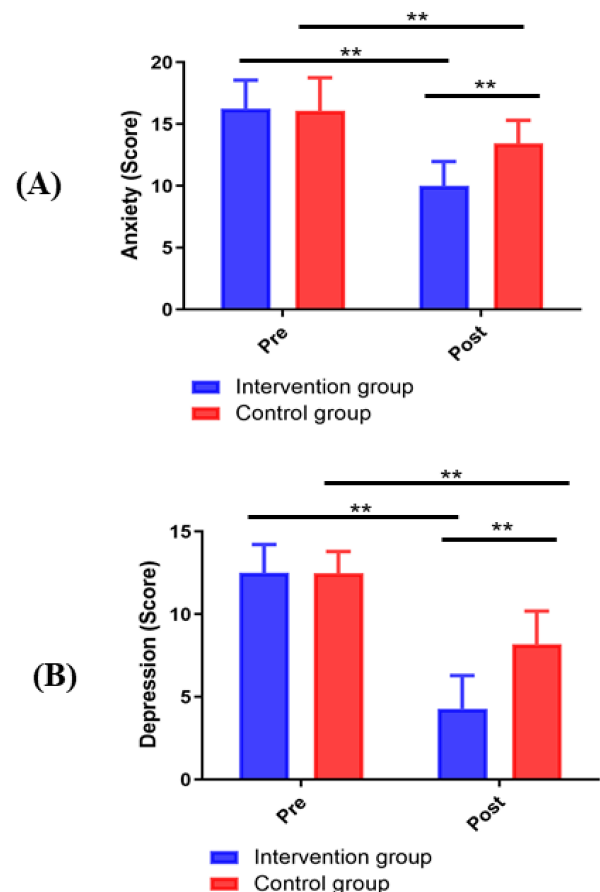 **
**
**
20
15
10
5
0
Anxiety (Score)
(A)
Pre
Post
Intervention group
Control group
**
**
**
15
10
5
0
Depression (Score)
(B)
Pre
Post
Intervention group
Control group